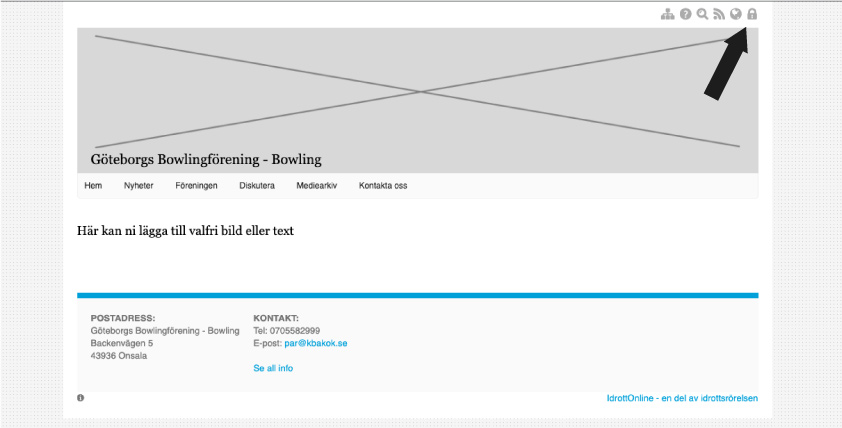 Göteborgs Bowlingförening - Bowling
Hem Nyheter Föreningen Diskutera Mediearkiv Kontakta oss
Här kan ni lägga till valfri bild eller text
POSTADRESS:
Göteborgs Bowlingförening - Bowling
Backenvägen 5
43936 Onsala
KONTAKT:
Tel: 0705582999
E-post: par@kbakok.se
Se all info
IdrottOnline - en del av idrottsrörelsen